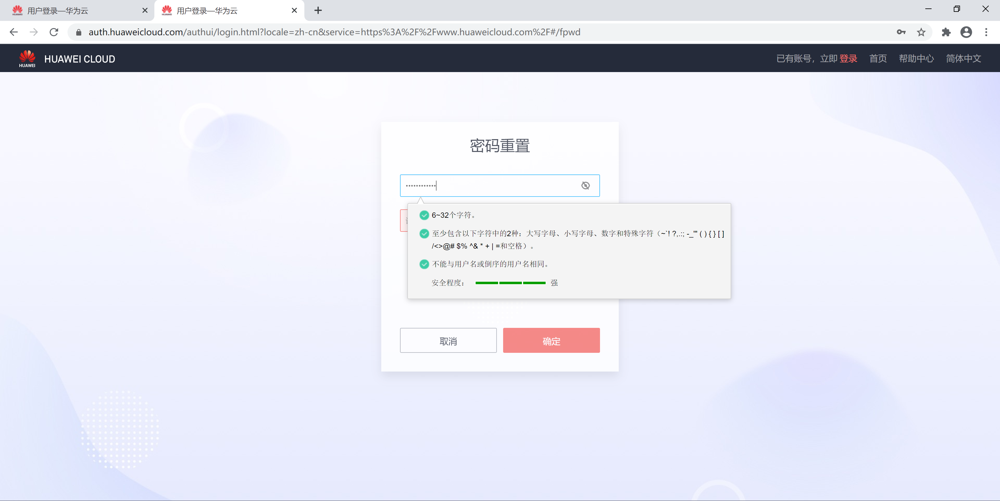 用户登录—华为云
用户登录—华为云
auth.huaweicloud.com/authui/login.html?locale=zh-cn&service=https%3A%2F%2Fwww.huaweicloud.com%2F#/fpwd
HUAWEI
HUAWEI CLOUD
已有账号，立即 登录 首页 帮助中心 简体中文
密码重置
6~32个字符。
至少包含以下字符中的2种：大写字母、小写字母、数字和特殊字符（~`! ?,.:; -_'" ( ) { } [ ]
/<>@# $% ^& * + | =和空格）。
不能与用户名或倒序的用户名相同。
安全程度： 强
取消 确定